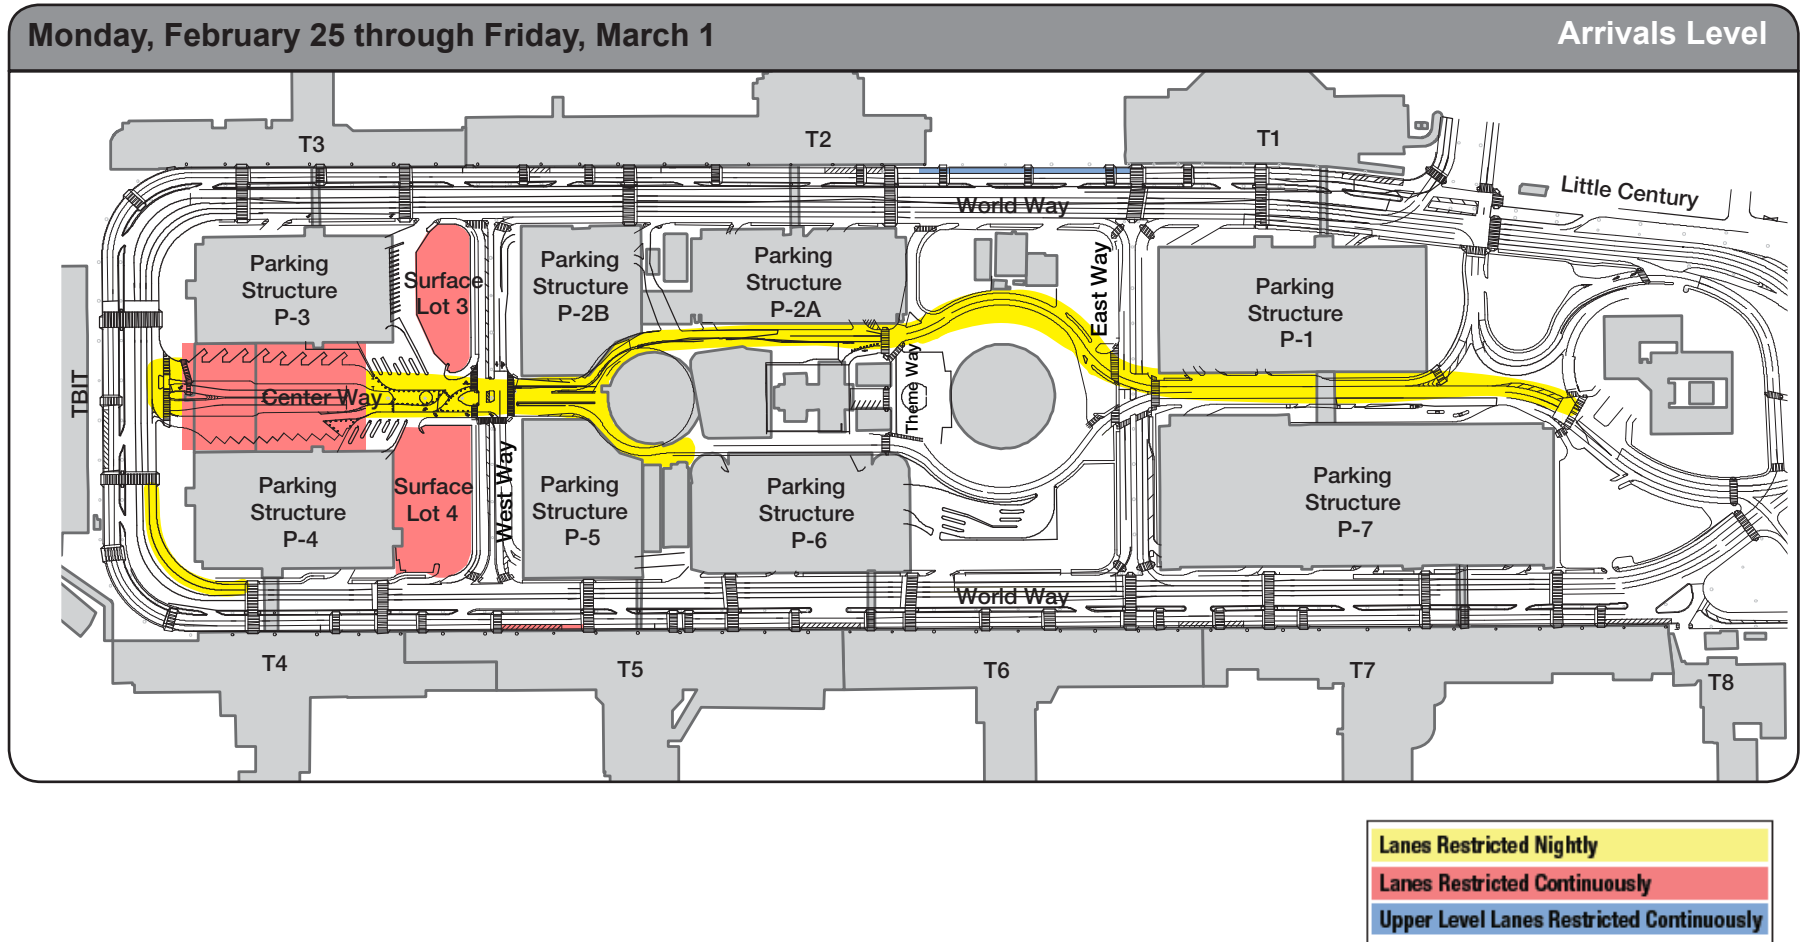 Monday, February 25 through Friday, March 1
Arrivals Level
T3
T2
T1
Little Century
World Way
Parking
Structure
P-3
Surface
Lot 3
Parking
Structure
P-2B
Parking
Structure
P-2A
East Way
Parking
Structure
P-1
TBIT
Center Way
Theme Way
West Way
Parking
Structure
P-4
Surface
Lot 4
Parking
Structure
P-5
Parking
Structure
P-6
Parking
Structure
P-7
World Way
T4
T5
T6
T7
T8
Lanes Restricted Nightly
Lanes Restricted Continuously
Upper Level Lanes Restricted Continuously